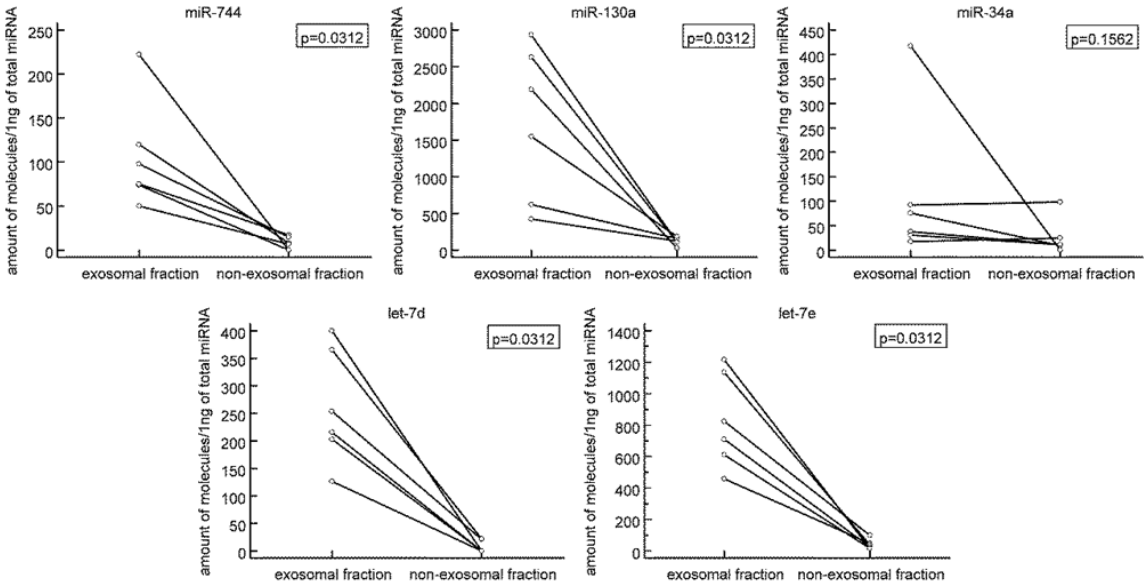 miR-744
p=0.0312
amount of molecules/1ng of total miRNA
250
200
150
100
50
0
exosomal fraction
non-exosomal fraction
miR-130a
p=0.0312
amount of molecules/1ng of total miRNA
3000
2500
2000
1500
1000
500
0
exosomal fraction
non-exosomal fraction
miR-34a
p=0.1562
amount of molecules/1ng of total miRNA
450
400
350
300
250
200
150
100
50
0
exosomal fraction
non-exosomal fraction
let-7d
p=0.0312
amount of molecules/1ng of total miRNA
400
350
300
250
200
150
100
50
0
exosomal fraction
non-exosomal fraction
let-7e
p=0.0312
amount of molecules/1ng of total miRNA
1400
1200
1000
800
600
400
200
0
exosomal fraction
non-exosomal fraction